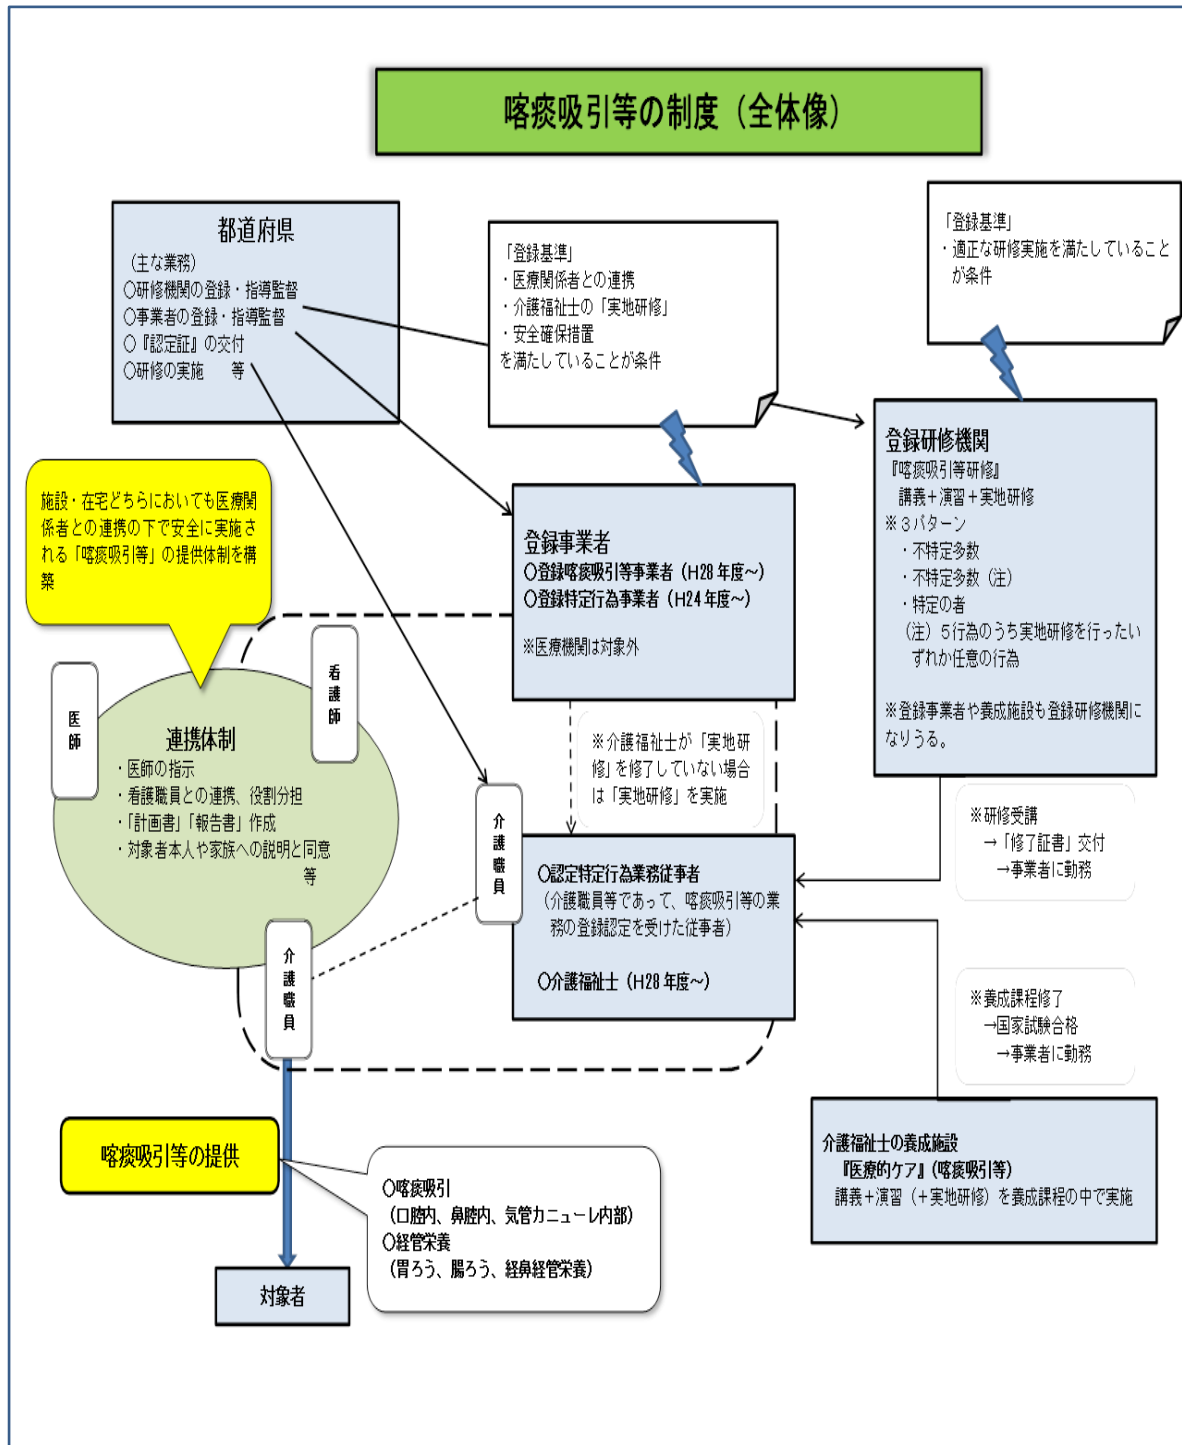 喀痰吸引等の制度（全体像）
都道府県
（主な業務）
○研修機関の登録・指導監督
○事業者の登録・指導監督
○『認定証』の交付
○研修の実施　等
「登録基準」
・医療関係者との連携
・介護福祉士の「実地研修」
・安全確保措置
を満たしていることが条件
「登録基準」
・適正な研修実施を満たしていること
が条件
登録研修機関
『喀痰吸引等研修』
講義＋演習＋実地研修
※３パターン
・不特定多数
・不特定多数（注）
・特定の者
（注）５行為のうち実地研修を行ったい
ずれか任意の行為
※登録事業者や養成施設も登録研修機関に
なりうる。
施設・在宅どちらにおいても医療関
係者との連携の下で安全に実施さ
れる「喀痰吸引等」の提供体制を構
築
登録事業者
○登録喀痰吸引等事業者（H28年度～）
○登録特定行為事業者（H24年度～）
※医療機関は対象外
医師
看護師
連携体制
・医師の指示
・看護職員との連携、役割分担
・「計画書」「報告書」作成
・対象者本人や家族への説明と同意
等
※介護福祉士が「実地研
修」を修了していない場合
は「実地研修」を実施
介護職員
○認定特定行為業務従事者
（介護職員等であって、喀痰吸引等の業
務の登録認定を受けた従事者）
○介護福祉士（H28年度～）
※研修受講
→「修了証書」交付
→事業者に勤務
介護職員
※養成課程修了
→国家試験合格
→事業者に勤務
介護福祉士の養成施設
『医療的ケア』（喀痰吸引等）
講義＋演習（＋実地研修）を養成課程の中で実施
喀痰吸引等の提供
○喀痰吸引
（口腔内、鼻腔内、気管カニューレ内部）
○経管栄養
（胃ろう、腸ろう、経鼻経管栄養）
対象者